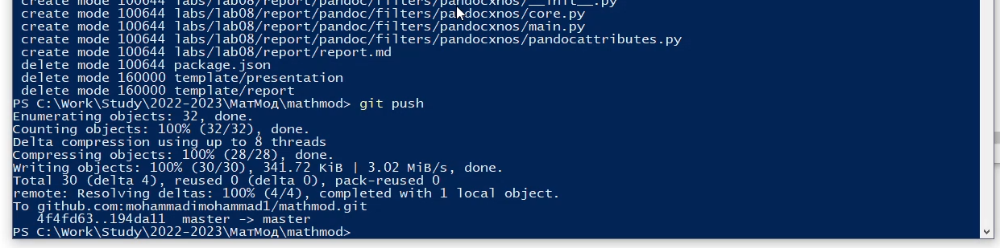 create mode 100644 labs/lab08/report/pandoc/filters/pandocxnos/__init__.py
create mode 100644 labs/lab08/report/pandoc/filters/pandocxnos/core.py
create mode 100644 labs/lab08/report/pandoc/filters/pandocxnos/main.py
create mode 100644 labs/lab08/report/pandoc/filters/pandocxnos/pandocattributes.py
create mode 100644 labs/lab08/report/report.md
delete mode 100644 package.json
delete mode 160000 template/presentation
delete mode 160000 template/report
PS C:\Work\Study\2022-2023\МатМод\mathmod> git push
Enumerating objects: 32, done.
Counting objects: 100% (32/32), done.
Delta compression using up to 8 threads
Compressing objects: 100% (28/28), done.
Writing objects: 100% (30/30), 341.72 KiB | 3.02 MiB/s, done.
Total 30 (delta 4), reused 0 (delta 0), pack-reused 0
remote: Resolving deltas: 100% (4/4), completed with 1 local object.
To github.com:mohammadimohammad1/mathmod.git
4f4fd63..194da11  master -> master
PS C:\Work\Study\2022-2023\МатМод\mathmod>